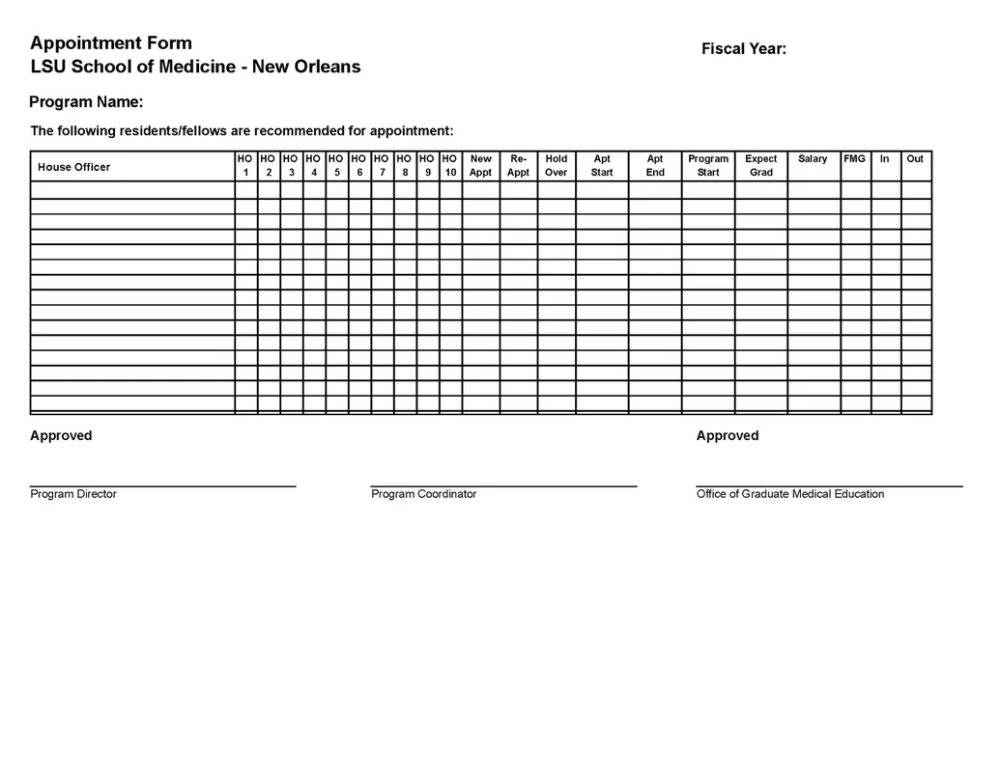 Appointment Form
Fiscal Year:
LSU School of Medicine - New Orleans
Program Name:
The following residents/fellows are recommended for appointment:
House Officer HO 1 HO 2 HO 3 HO 4 HO 5 HO 6 HO 7 HO 8 HO 9 HO 10 New Appt Re-Appt Hold Over Apt Start Apt End Program Start Expect Grad Salary FMG In Out
Approved Approved
Program Director Program Coordinator Office of Graduate Medical Education